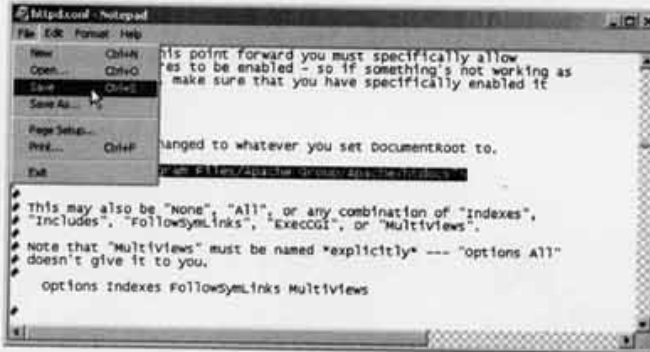 httpd.conf - Notepad
File Edit Format Help
New Ctrl+N
Open... Ctrl+O
Save Ctrl+S
Save As...
Page Setup...
Print... Ctrl+P
Exit
his point forward you must specifically allow
res to be enabled - so if something's not working as
make sure that you have specifically enabled it
anged to whatever you set DocumentRoot to.
ram Files/Apache Group/Apache/htdocs">
# This may also be "None", "All", or any combination of "Indexes",
# "Includes", "FollowSymLinks", "ExecCGI", or "MultiViews".
# Note that "MultiViews" must be named *explicitly* --- "Options All"
# doesn't give it to you.
Options Indexes FollowSymLinks MultiViews
#